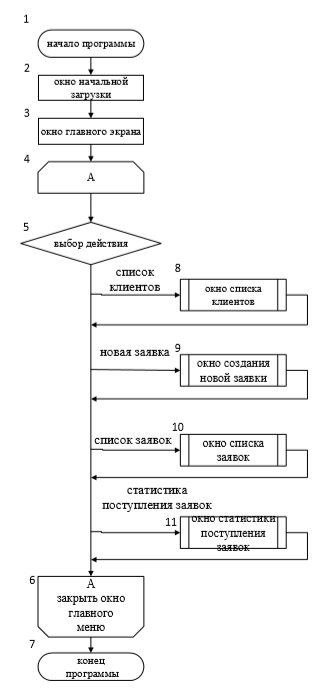 1
начало программы
2
окно начальной
загрузки
3
окно главного экрана
4
А
5
выбор действия
список
клиентов
8
окно списка
клиентов
новая заявка
9
окно создания
новой заявки
список заявок
10
окно списка
заявок
статистика
поступления заявок
11
окно статистики
поступления
заявок
6
А
закрыть окно
главного
меню
7
конец
программы